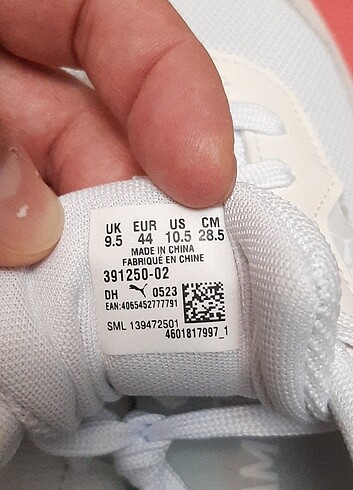 UK EUR US CM
9.5 44 10.5 28.5
MADE IN CHINA
FABRIQUÉ EN CHINE
391250-02
DH 0523
EAN:4065452777791
SML 139472501
4601817997_1